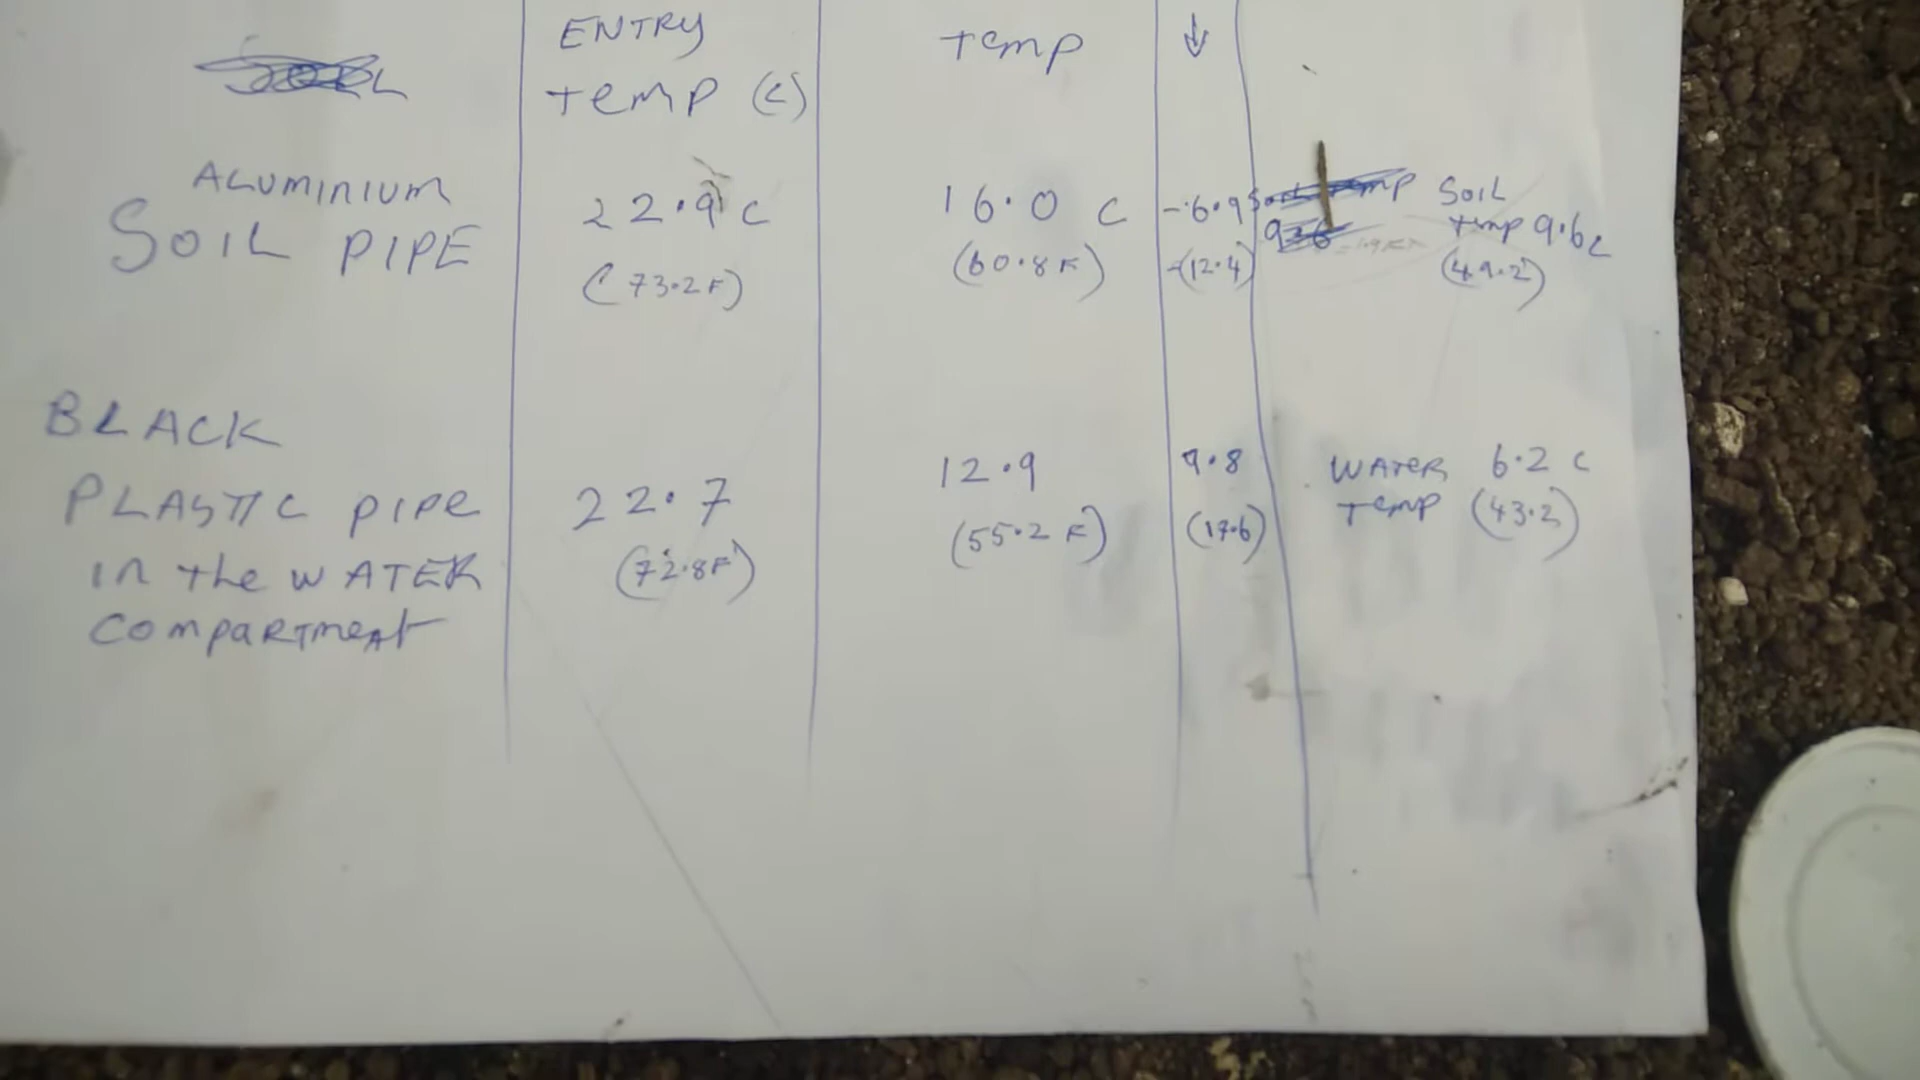 ENTRY
temp (c)
temp
↓
ALUMINIUM
SOIL PIPE
22.9 c
(73.2F)
16.0 c
(60.8F)
-6.9
-(12.4)
SOIL
temp 9.6c
(49.2)
BLACK
PLASTIC PIPE
in the WATER
compartment
22.7
(72.8F)
12.9
(55.2 F)
9.8
(17.6)
WATER 6.2 c
Temp (43.2)